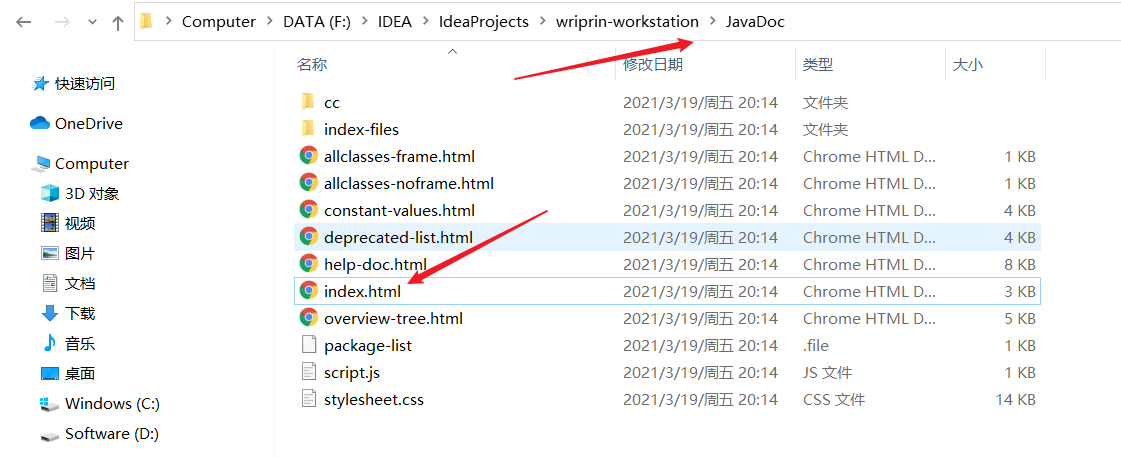 Computer > DATA (F:) > IDEA > IdeaProjects > wriprin-workstation > JavaDoc
名称 修改日期 类型 大小
快速访问
OneDrive
Computer
3D 对象
视频
图片
文档
下载
音乐
桌面
Windows (C:)
Software (D:)
cc 2021/3/19/周五 20:14 文件夹
index-files 2021/3/19/周五 20:14 文件夹
allclasses-frame.html 2021/3/19/周五 20:14 Chrome HTML D... 1 KB
allclasses-noframe.html 2021/3/19/周五 20:14 Chrome HTML D... 1 KB
constant-values.html 2021/3/19/周五 20:14 Chrome HTML D... 4 KB
deprecated-list.html 2021/3/19/周五 20:14 Chrome HTML D... 4 KB
help-doc.html 2021/3/19/周五 20:14 Chrome HTML D... 8 KB
index.html 2021/3/19/周五 20:14 Chrome HTML D... 3 KB
overview-tree.html 2021/3/19/周五 20:14 Chrome HTML D... 5 KB
package-list 2021/3/19/周五 20:14 .file 1 KB
script.js 2021/3/19/周五 20:14 JS 文件 1 KB
stylesheet.css 2021/3/19/周五 20:14 CSS 文件 14 KB